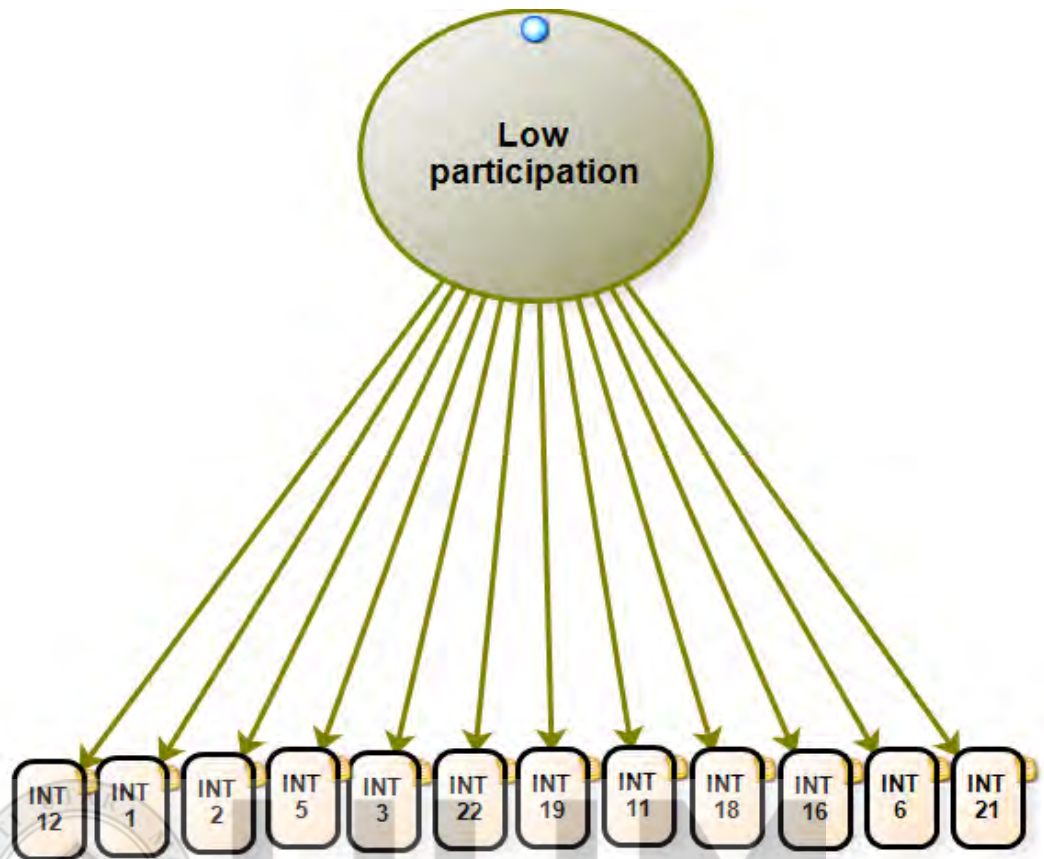 Low
participation
INT
12
INT
1
INT
2
INT
5
INT
3
INT
22
INT
19
INT
11
INT
18
INT
16
INT
6
INT
21